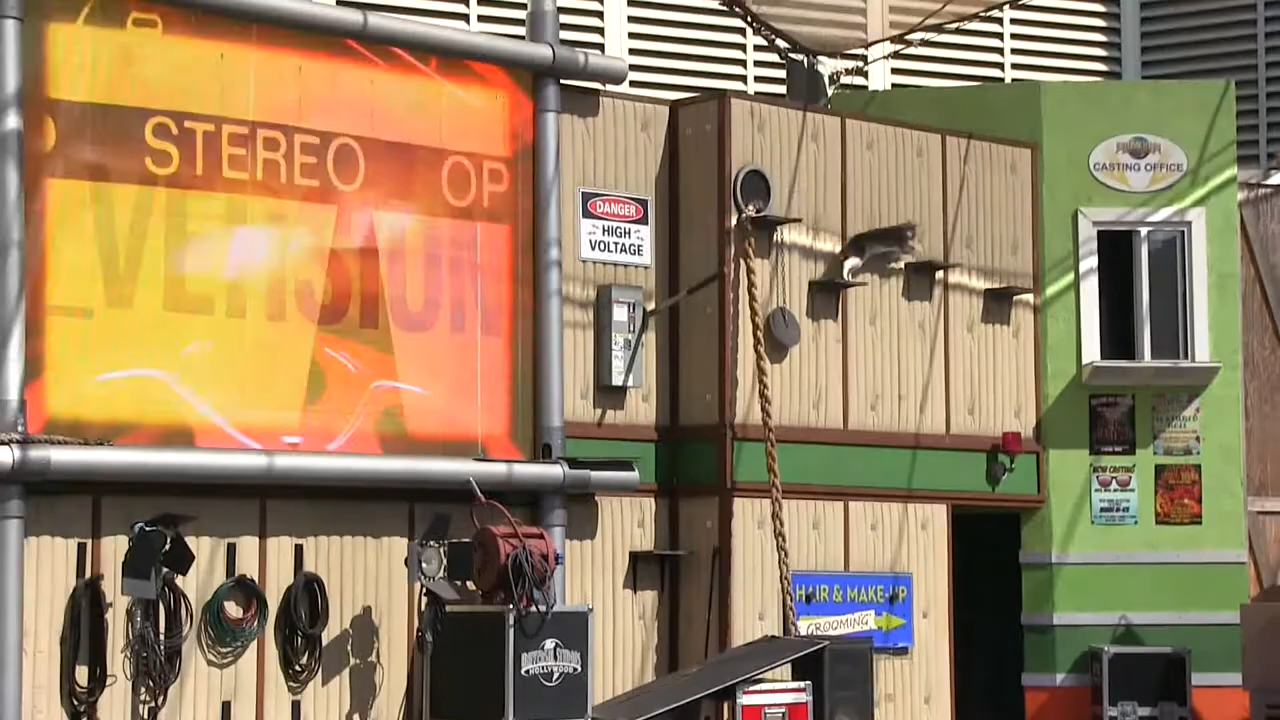 STEREO OP
VERSION
DANGER
HIGH
VOLTAGE
CASTING OFFICE
NOW CASTING
HAIR & MAKE-UP
GROOMING
UNIVERSAL STUDIOS
HOLLYWOOD